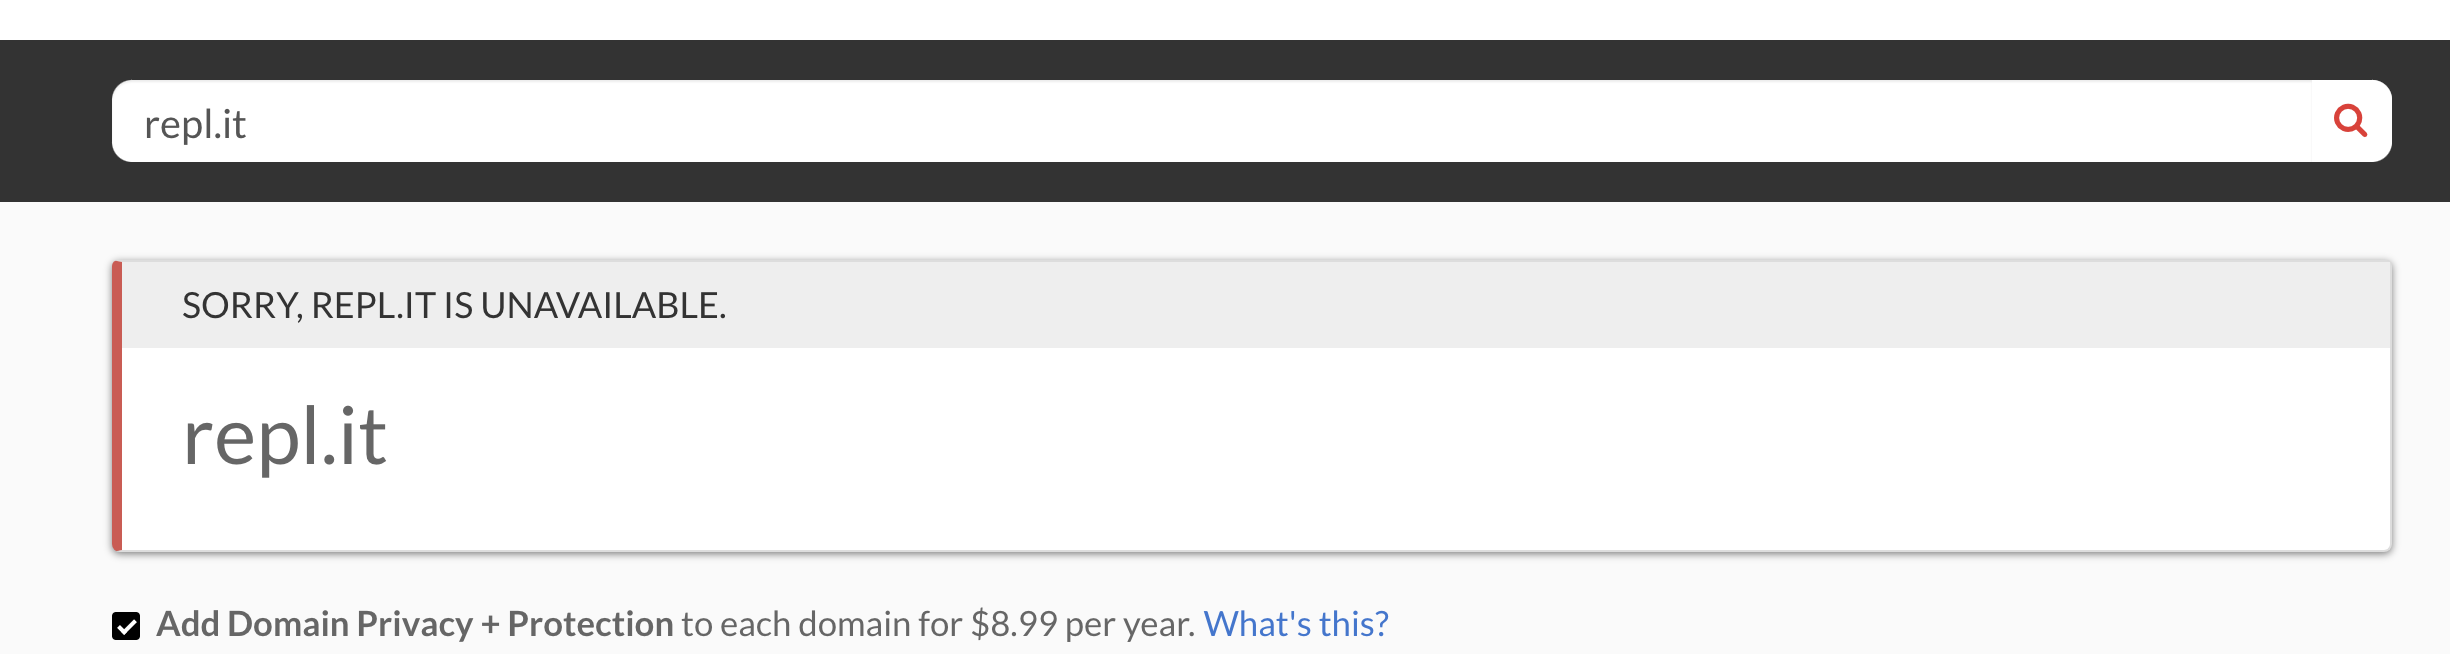 repl.it
SORRY, REPL.IT IS UNAVAILABLE.
repl.it
Add Domain Privacy + Protection to each domain for $8.99 per year. What's this?